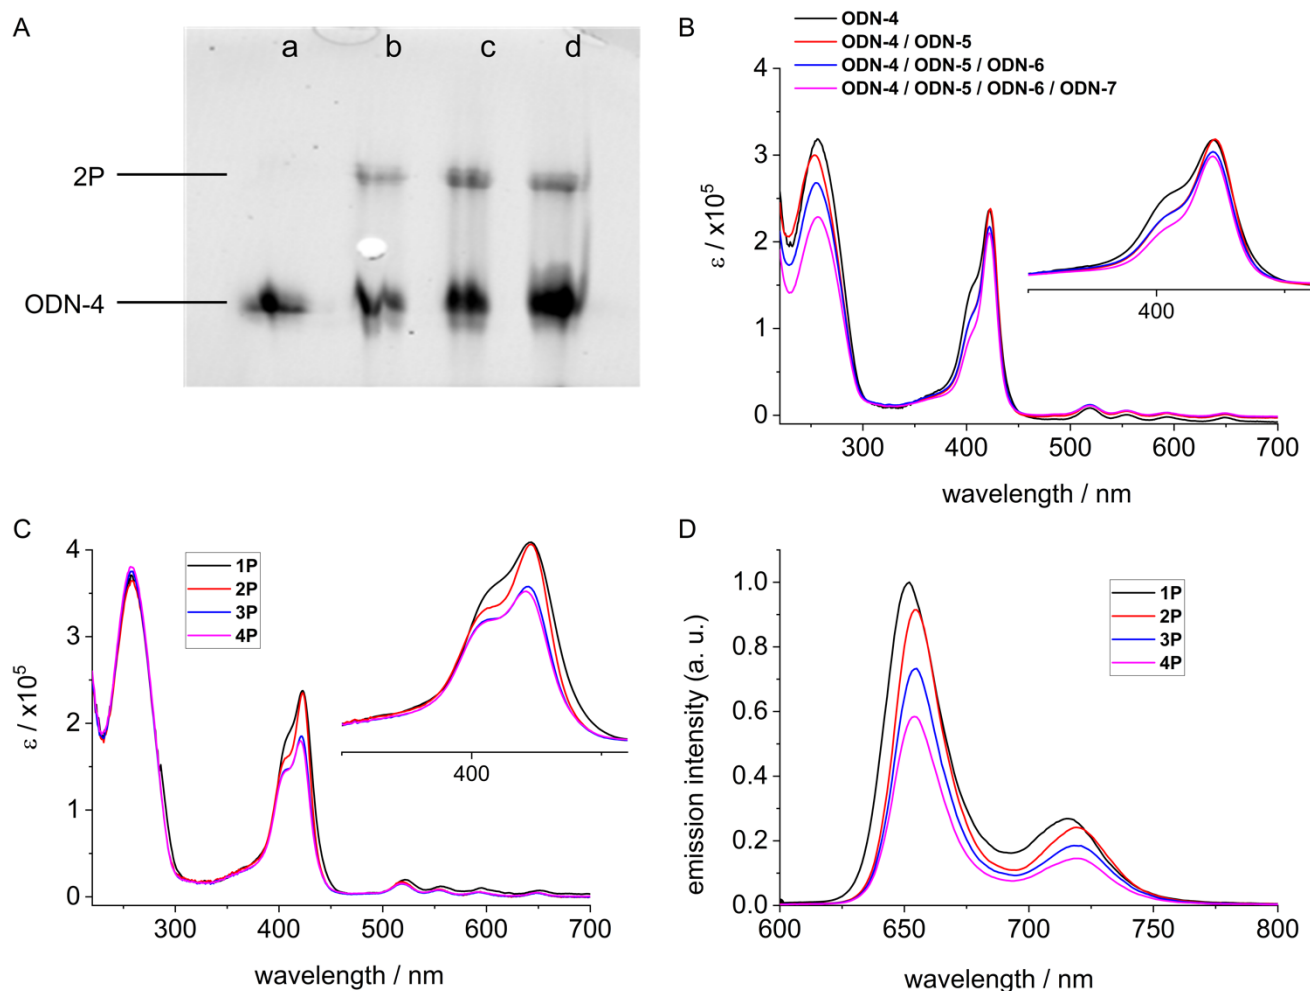 A
a b c d
2P
ODN-4
B
ODN-4
ODN-4 / ODN-5
ODN-4 / ODN-5 / ODN-6
ODN-4 / ODN-5 / ODN-6 / ODN-7
4
3
2
1
0
ε / x10⁵
400
300 400 500 600 700
wavelength / nm
C
1P
2P
3P
4P
4
3
2
1
0
ε / x10⁵
400
300 400 500 600 700
wavelength / nm
D
1P
2P
3P
4P
1.0
0.8
0.6
0.4
0.2
0.0
emission intensity (a. u.)
600 650 700 750 800
wavelength / nm